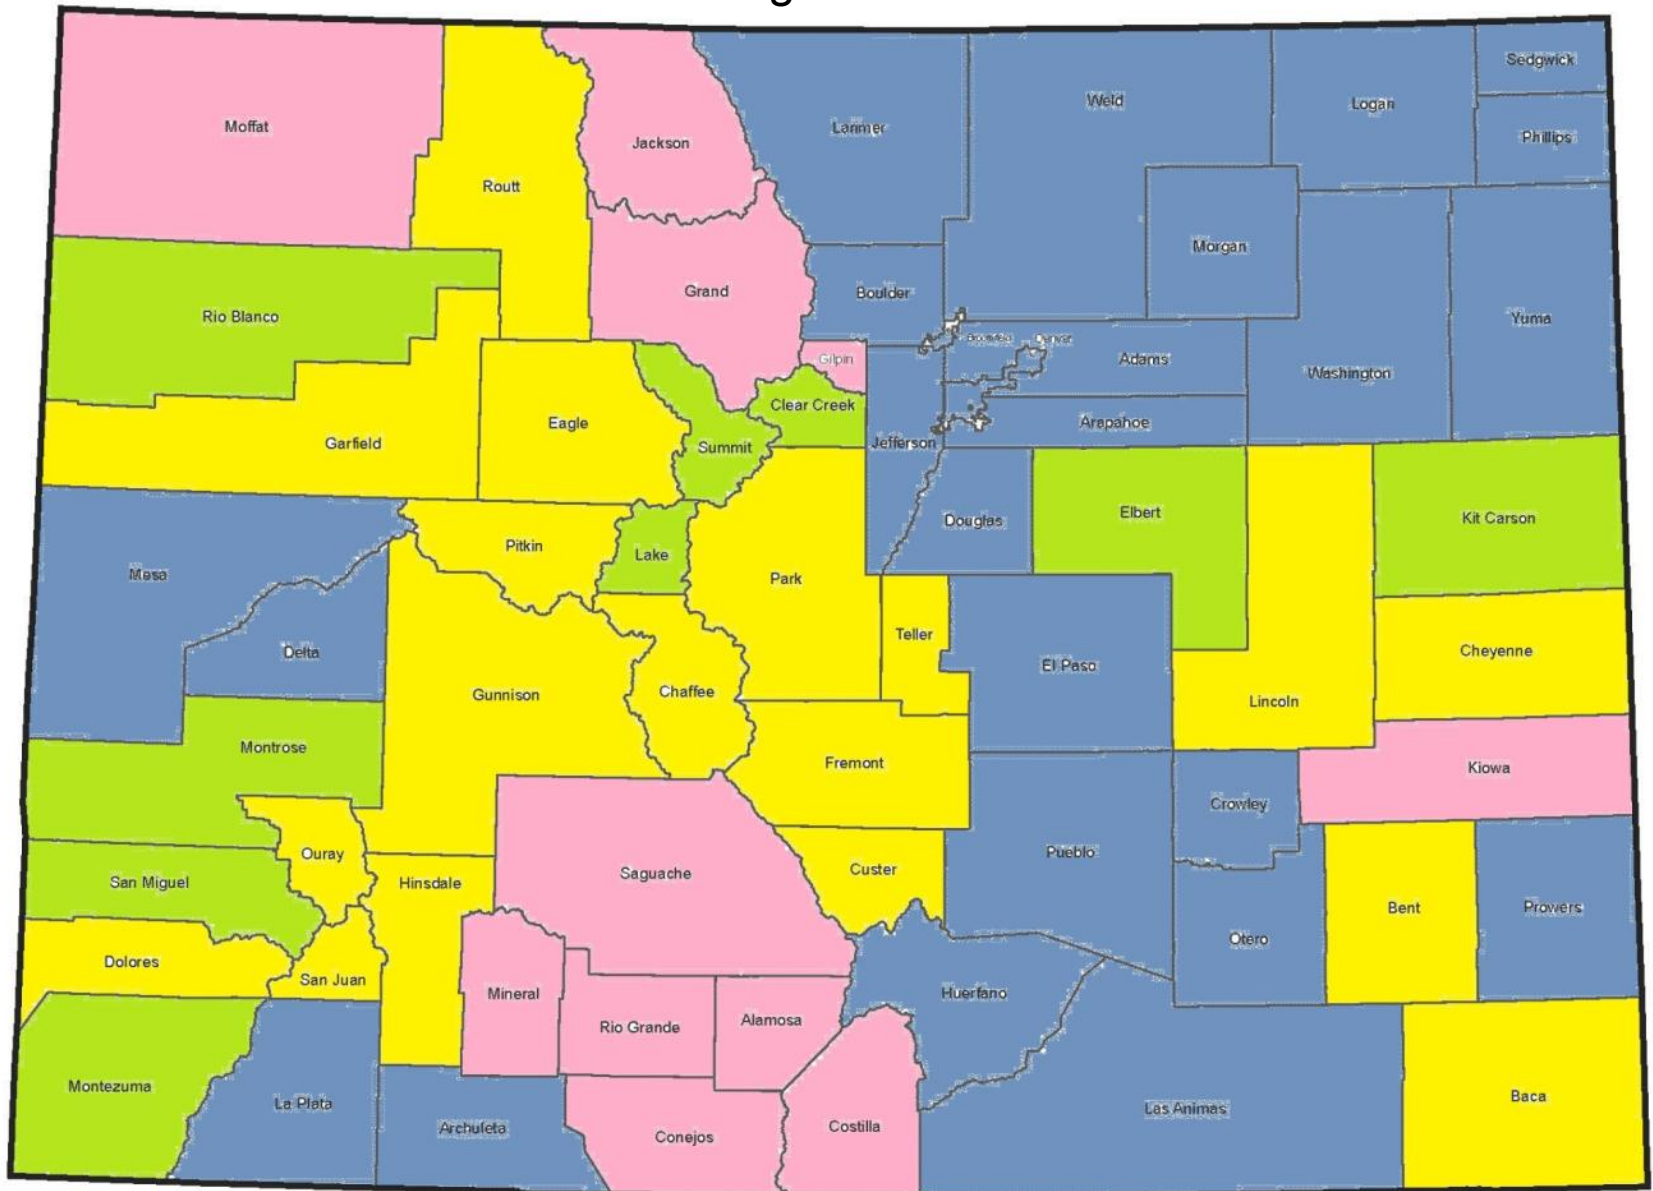 g
Sedgwick
Moffat
Jackson
Larimer
Weld
Logan
Phillips
Routt
Morgan
Grand
Boulder
Rio Blanco
Yuma
Broomfield
Denver
Gilpin
Adams
Washington
Clear Creek
Eagle
Arapahoe
Garfield
Summit
Jefferson
Elbert
Kit Carson
Douglas
Pitkin
Lake
Mesa
Park
Teller
Delta
El Paso
Cheyenne
Gunnison
Chaffee
Lincoln
Montrose
Fremont
Kiowa
Crowley
Ouray
Pueblo
Saguache
Custer
San Miguel
Hinsdale
Bent
Prowers
Otero
Dolores
San Juan
Mineral
Huerfano
Rio Grande
Alamosa
Montezuma
La Plata
Baca
Las Animas
Archuleta
Conejos
Costilla